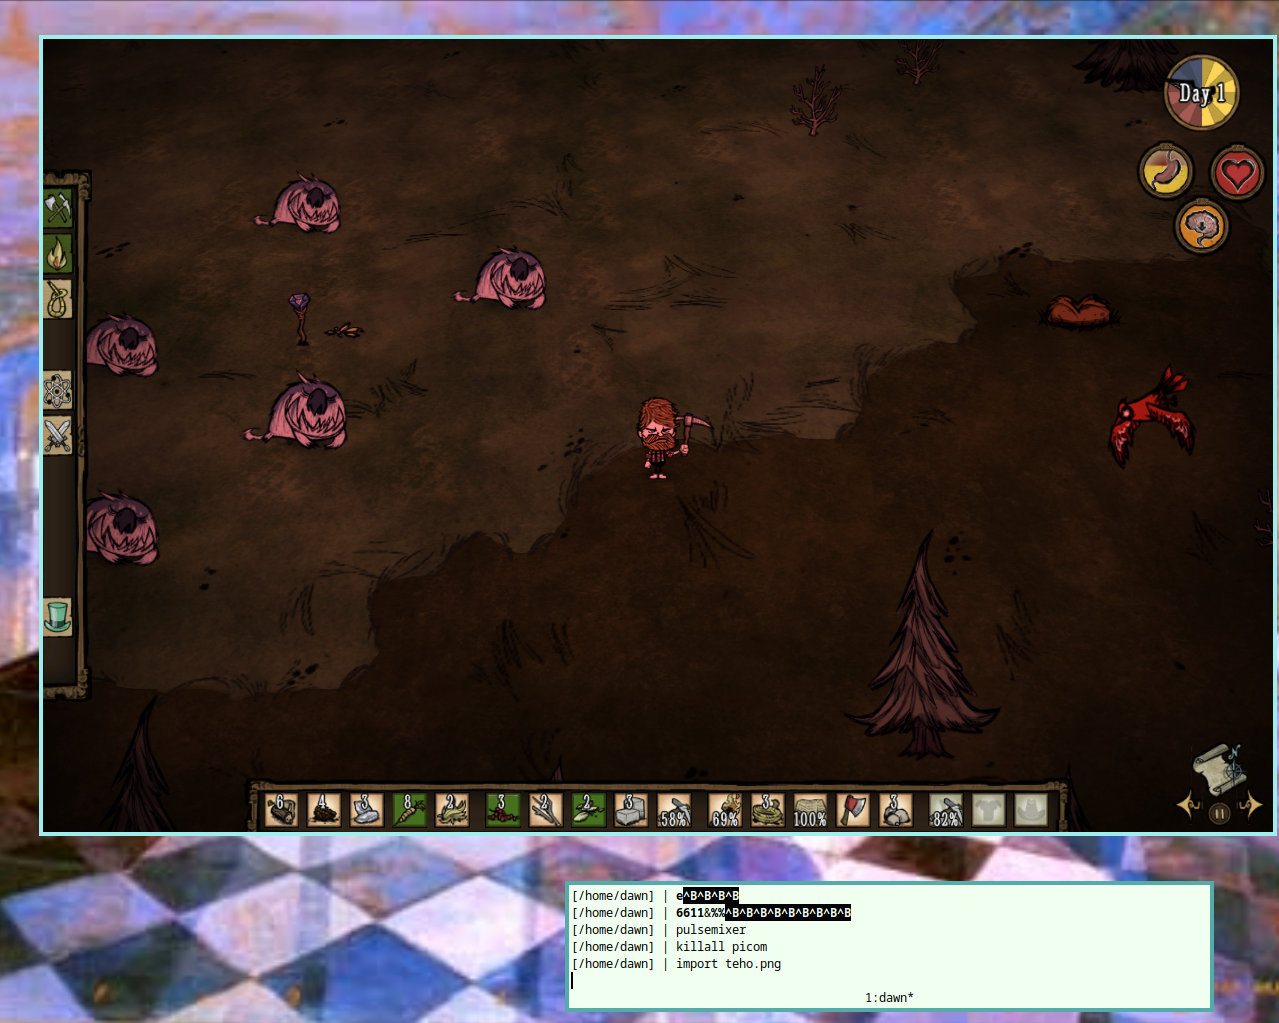 Day 1
N
6 4 3 8 2 3 2 2 3 58% 69% 3 100% 3 82%
[/home/dawn] | e^B^B^B^B
[/home/dawn] | 6611&%%^B^B^B^B^B^B^B^B^B
[/home/dawn] | pulsemixer
[/home/dawn] | killall picom
[/home/dawn] | import teho.png
1:dawn*